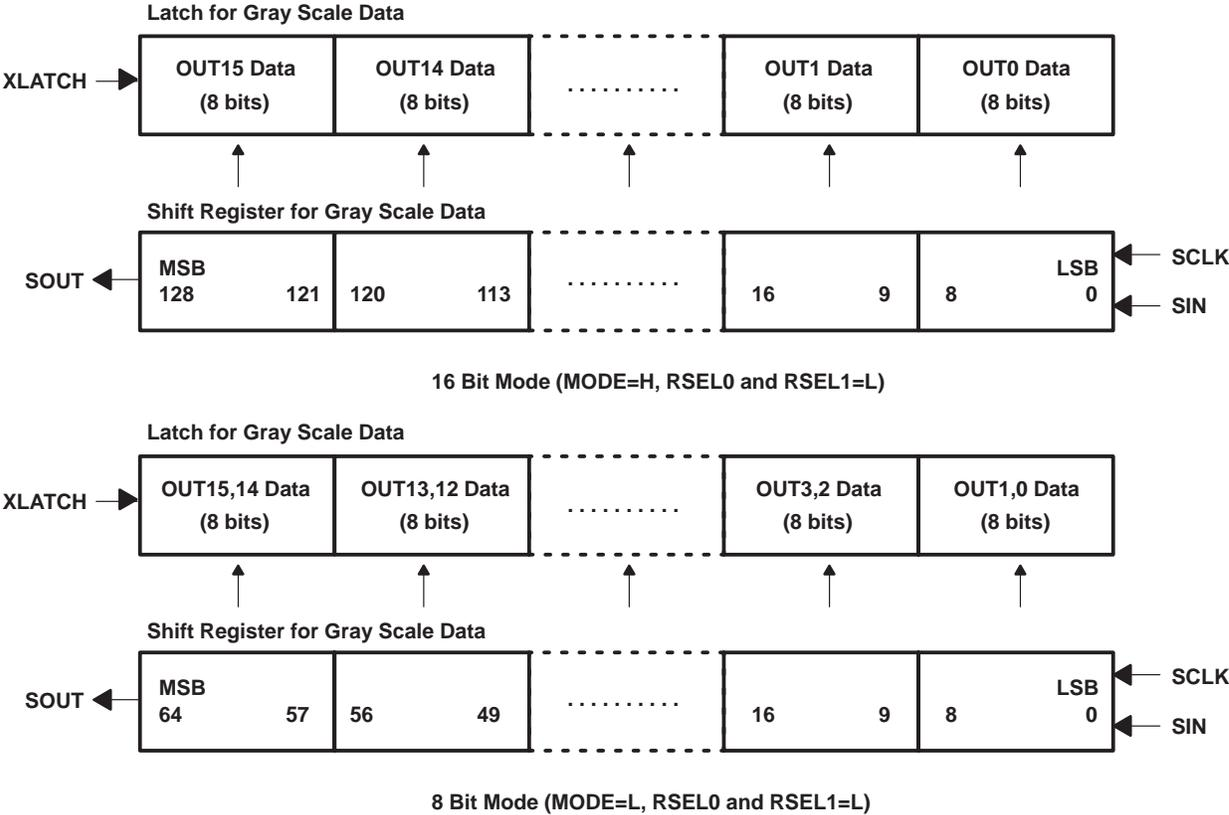 Latch for Gray Scale Data
XLATCH
OUT15 Data
(8 bits)
OUT14 Data
(8 bits)
. . . . . . . . . .
OUT1 Data
(8 bits)
OUT0 Data
(8 bits)
Shift Register for Gray Scale Data
SOUT
MSB
128 121
120 113
. . . . . . . . . .
16 9
LSB
8 0
SCLK
SIN
16 Bit Mode (MODE=H, RSEL0 and RSEL1=L)
Latch for Gray Scale Data
XLATCH
OUT15,14 Data
(8 bits)
OUT13,12 Data
(8 bits)
. . . . . . . . . .
OUT3,2 Data
(8 bits)
OUT1,0 Data
(8 bits)
Shift Register for Gray Scale Data
SOUT
MSB
64 57
56 49
. . . . . . . . . .
16 9
LSB
8 0
SCLK
SIN
8 Bit Mode (MODE=L, RSEL0 and RSEL1=L)